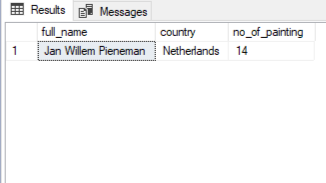 Results Messages
full_name country no_of_painting
1 Jan Willem Pieneman Netherlands 14